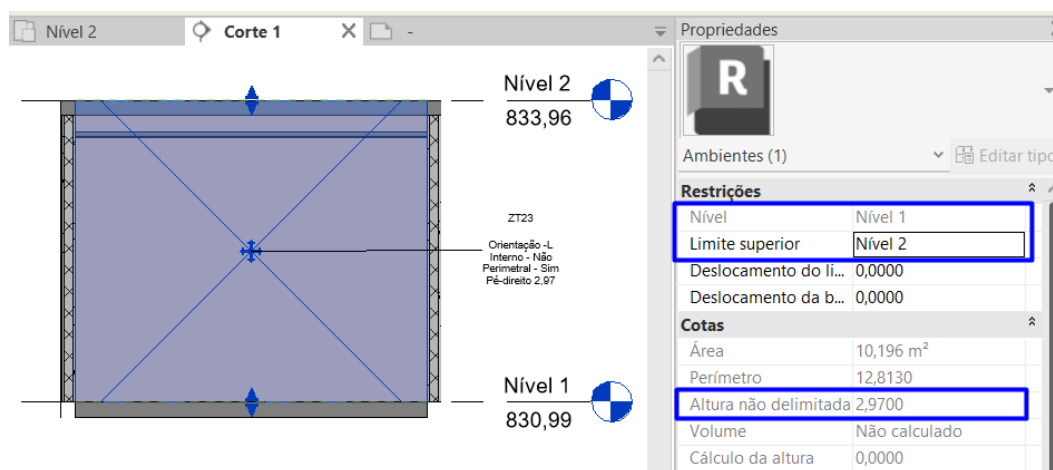 Nível 2
Corte 1
-
Propriedades
Nível 2
833,96
R
Ambientes (1)
Editar tipo
Restrições
Nível Nível 1
Limite superior Nível 2
Deslocamento do li... 0,0000
Deslocamento da b... 0,0000
Cotas
Área 10,196 m²
Perímetro 12,8130
Altura não delimitada 2,9700
Volume Não calculado
Cálculo da altura 0,0000
ZT23
Orientação -L
Interno - Não
Perimetral - Sim
Pé-direito 2,97
Nível 1
830,99